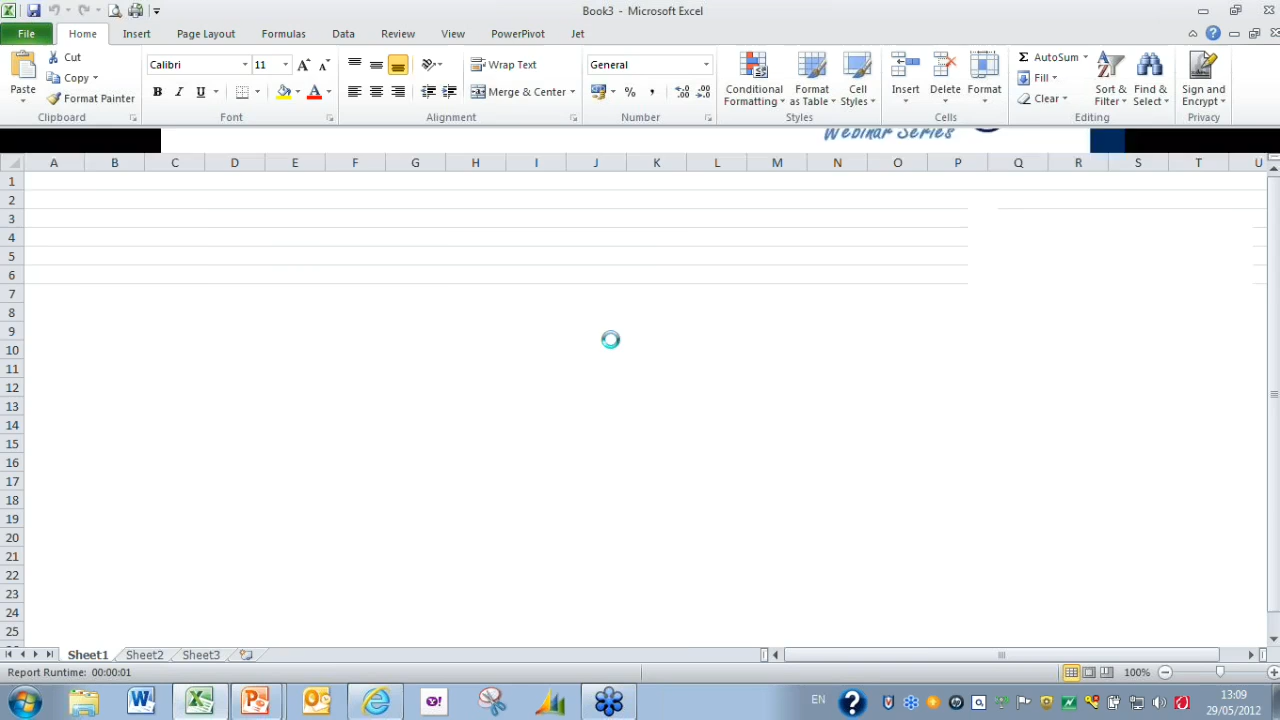 Book3 - Microsoft Excel
File Home Insert Page Layout Formulas Data Review View PowerPivot Jet
Paste Cut Copy Format Painter Clipboard
Calibri 11 A A B I U A Font
Wrap Text Merge & Center Alignment
General % , .0 .00 .00 .0 Number
Conditional Formatting Format as Table Cell Styles Styles
Insert Delete Format Cells
Σ AutoSum Fill Clear Sort & Filter Find & Select Editing
Sign and Encrypt Privacy
Webinar Series
A B C D E F G H I J K L M N O P Q R S T U
1
2
3
4
5
6
7
8
9
10
11
12
13
14
15
16
17
18
19
20
21
22
23
24
25
Sheet1 Sheet2 Sheet3
Report Runtime: 00:00:01 100%
EN 13:09
29/05/2012